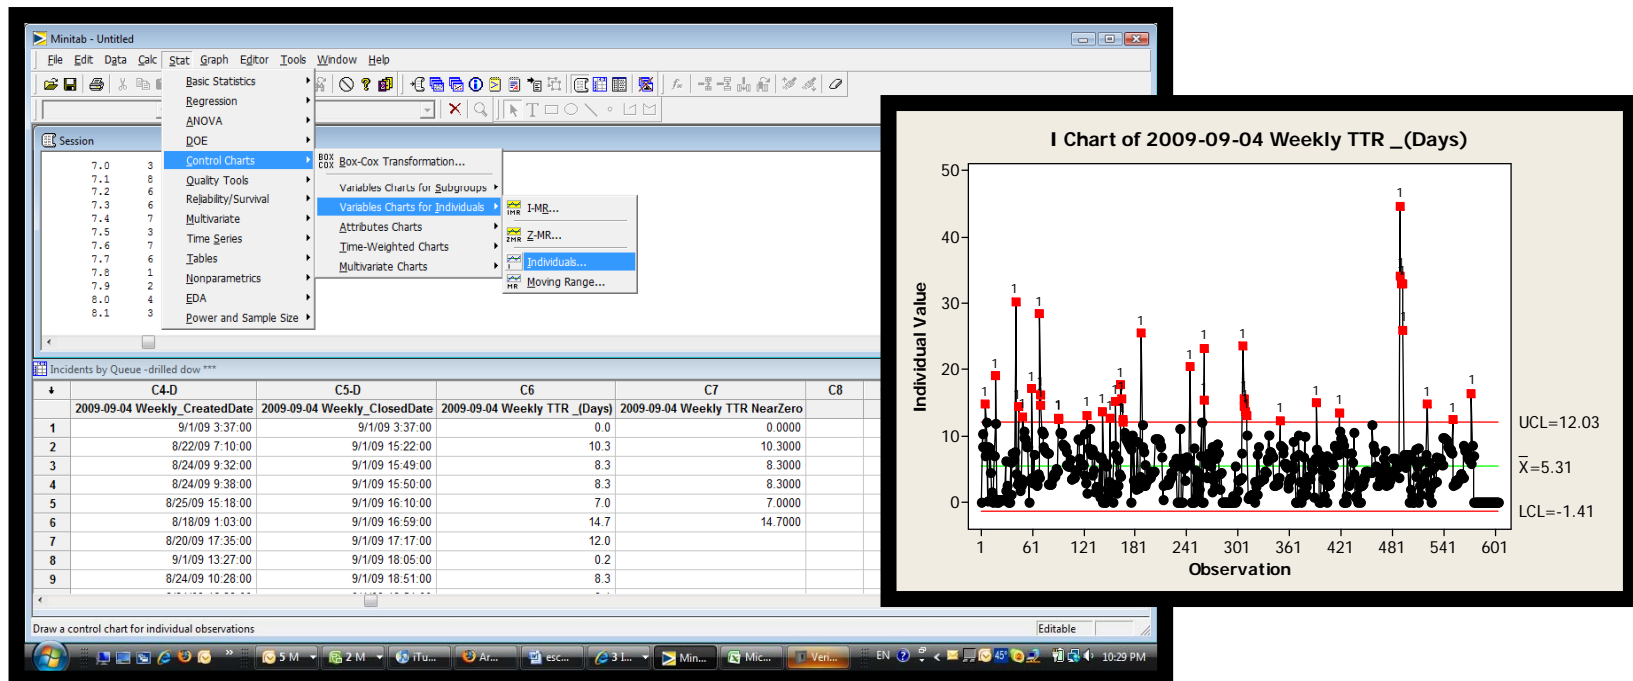 Minitab - Untitled
File Edit Data Calc Stat Graph Editor Tools Window Help
Basic Statistics
Regression
ANOVA
DOE
Control Charts
Quality Tools
Reliability/Survival
Multivariate
Time Series
Tables
Nonparametrics
EDA
Power and Sample Size
BOX COX Box-Cox Transformation...
Variables Charts for Subgroups
Variables Charts for Individuals
Attributes Charts
Time-Weighted Charts
Multivariate Charts
IMR I-MR...
ZMR Z-MR...
I Individuals...
MR Moving Range...
Session
7.0 3
7.1 8
7.2 6
7.3 6
7.4 7
7.5 3
7.6 7
7.7 6
7.8 1
7.9 2
8.0 4
8.1 3
Incidents by Queue -drilled dow ***
C4-D C5-D C6 C7 C8
2009-09-04 Weekly_CreatedDate 2009-09-04 Weekly_ClosedDate 2009-09-04 Weekly TTR _(Days) 2009-09-04 Weekly TTR NearZero
1 9/1/09 3:37:00 9/1/09 3:37:00 0.0 0.0000
2 8/22/09 7:10:00 9/1/09 15:22:00 10.3 10.3000
3 8/24/09 9:32:00 9/1/09 15:49:00 8.3 8.3000
4 8/24/09 9:38:00 9/1/09 15:50:00 8.3 8.3000
5 8/25/09 15:18:00 9/1/09 16:10:00 7.0 7.0000
6 8/18/09 1:03:00 9/1/09 16:59:00 14.7 14.7000
7 8/20/09 17:35:00 9/1/09 17:17:00 12.0
8 9/1/09 13:27:00 9/1/09 18:05:00 0.2
9 8/24/09 10:28:00 9/1/09 18:51:00 8.3
Draw a control chart for individual observations
Editable
5 M 2 M iTu... Ar... esc... 3 I... Min... Mic... Veri... EN 45° 10:29 PM
I Chart of 2009-09-04 Weekly TTR _(Days)
Individual Value
50
40
30
20
10
0
UCL=12.03
X̅=5.31
LCL=-1.41
1 61 121 181 241 301 361 421 481 541 601
Observation